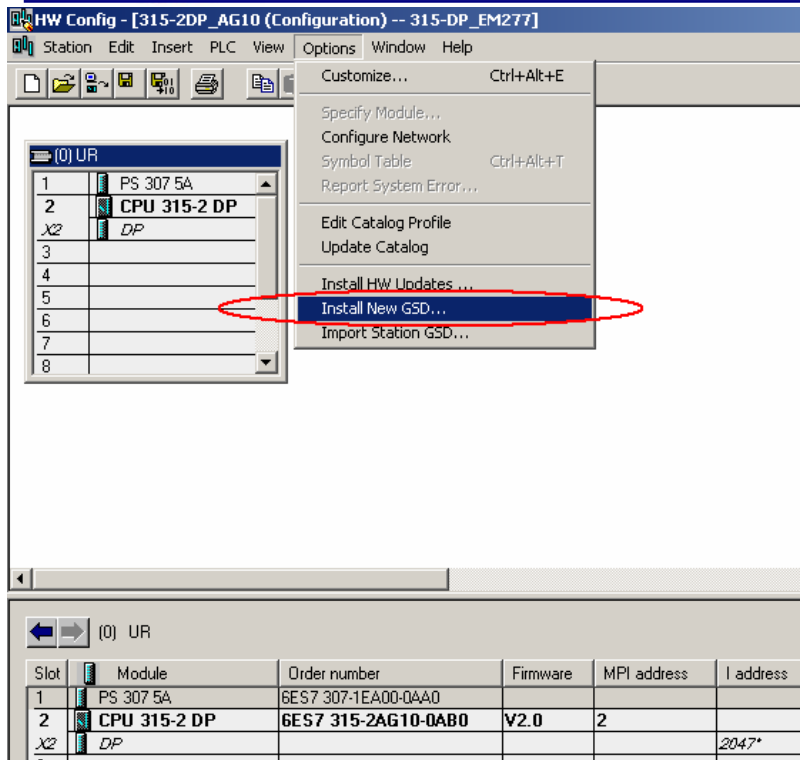 HW Config - [315-2DP_AG10 (Configuration) -- 315-DP_EM277]
Station Edit Insert PLC View Options Window Help
Customize... Ctrl+Alt+E
Specify Module...
Configure Network
Symbol Table Ctrl+Alt+T
Report System Error...
Edit Catalog Profile
Update Catalog
Install HW Updates ...
Install New GSD...
Import Station GSD...
(0) UR
1 PS 307 5A
2 CPU 315-2 DP
X2 DP
3
4
5
6
7
8
(0) UR
Slot Module Order number Firmware MPI address I address
1 PS 307 5A 6ES7 307-1EA00-0AA0
2 CPU 315-2 DP 6ES7 315-2AG10-0AB0 V2.0 2
X2 DP 2047*